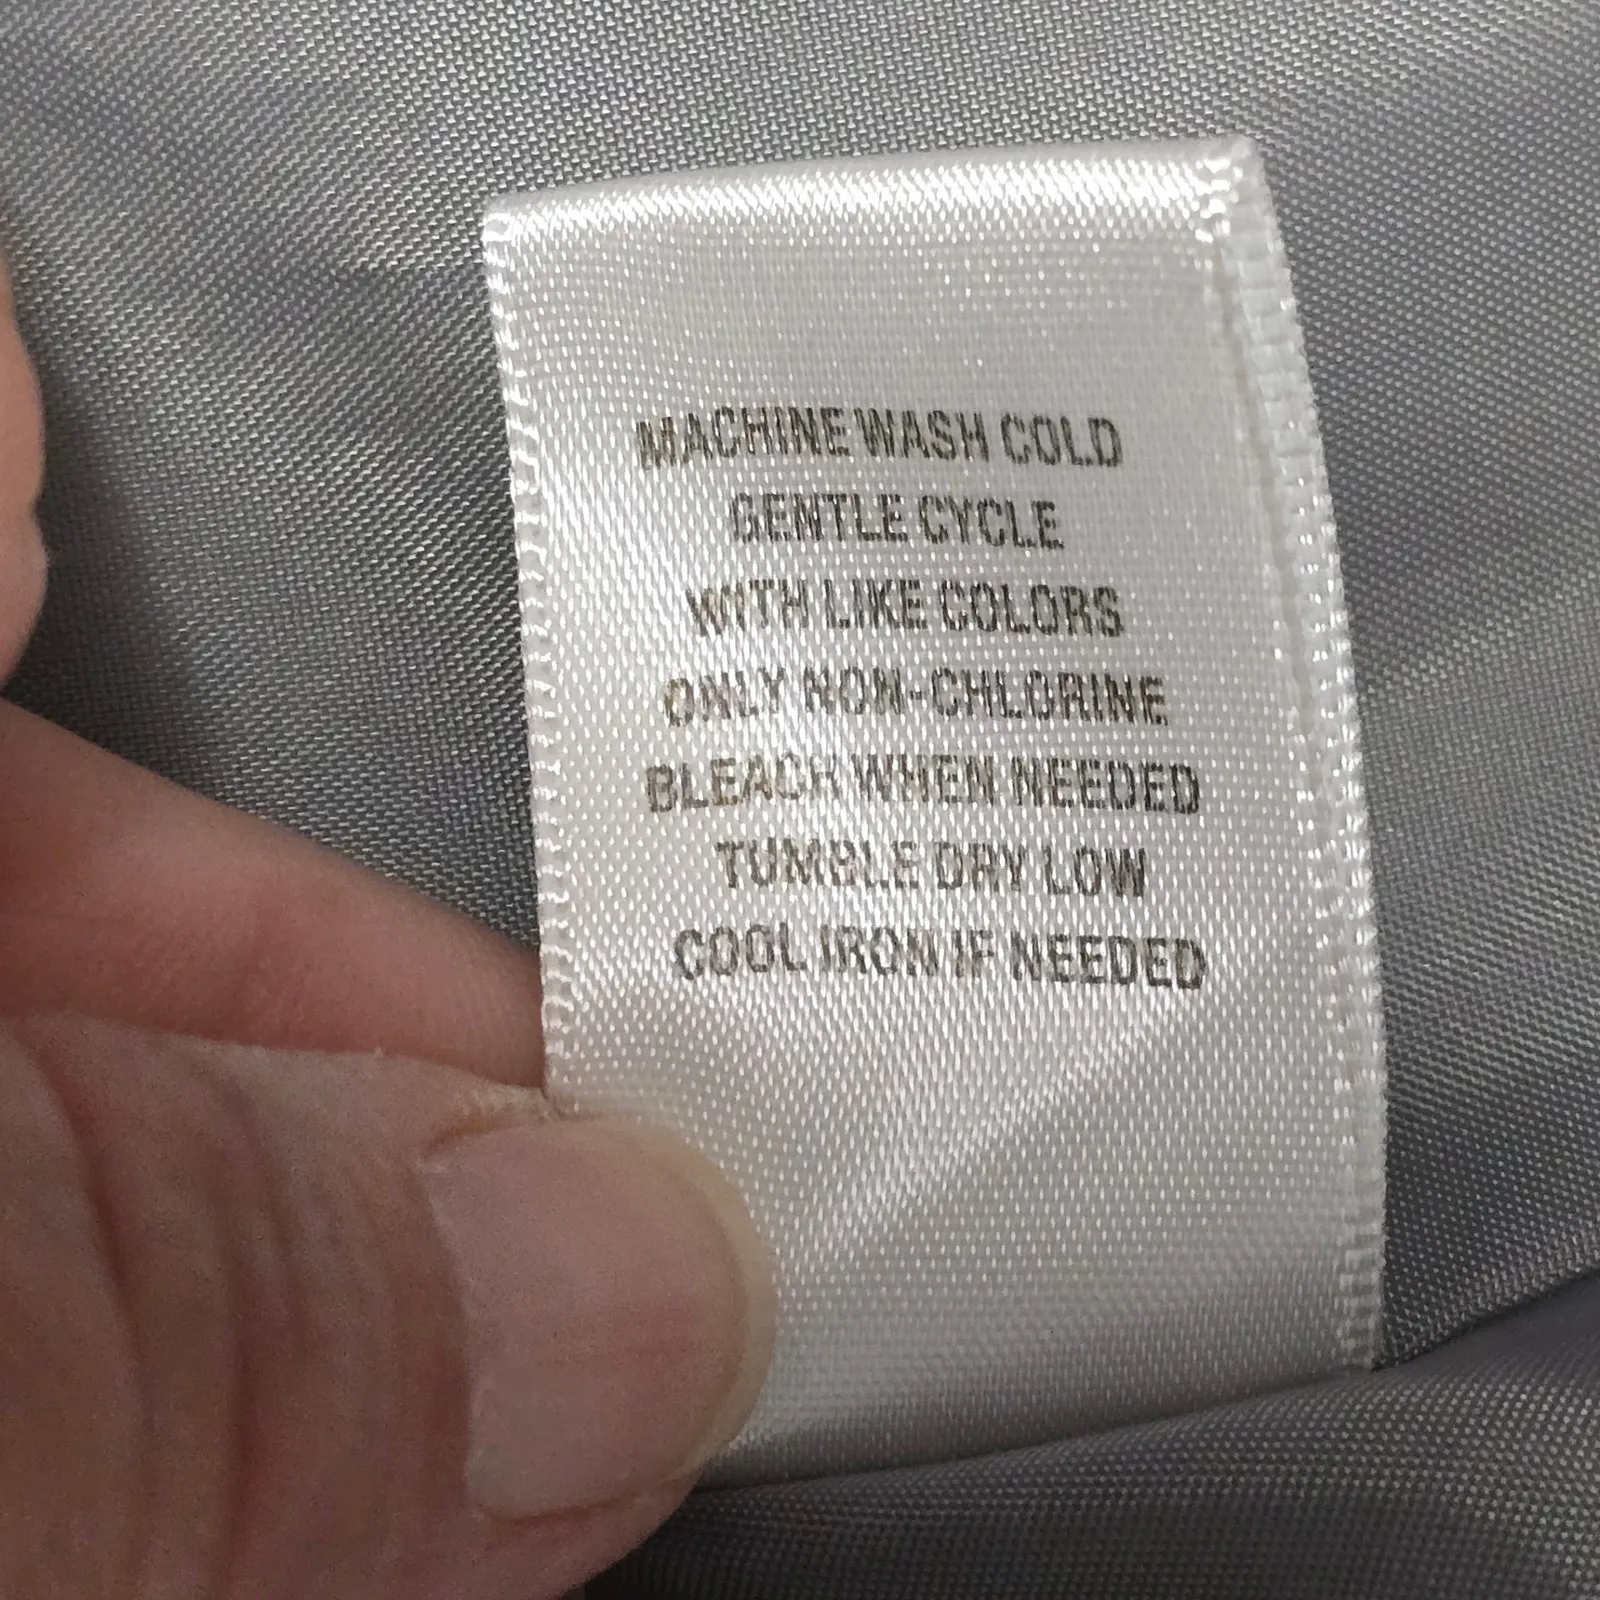 MACHINE WASH COLD
GENTLE CYCLE
WITH LIKE COLORS
ONLY NON-CHLORINE
BLEACH WHEN NEEDED
TUMBLE DRY LOW
COOL IRON IF NEEDED